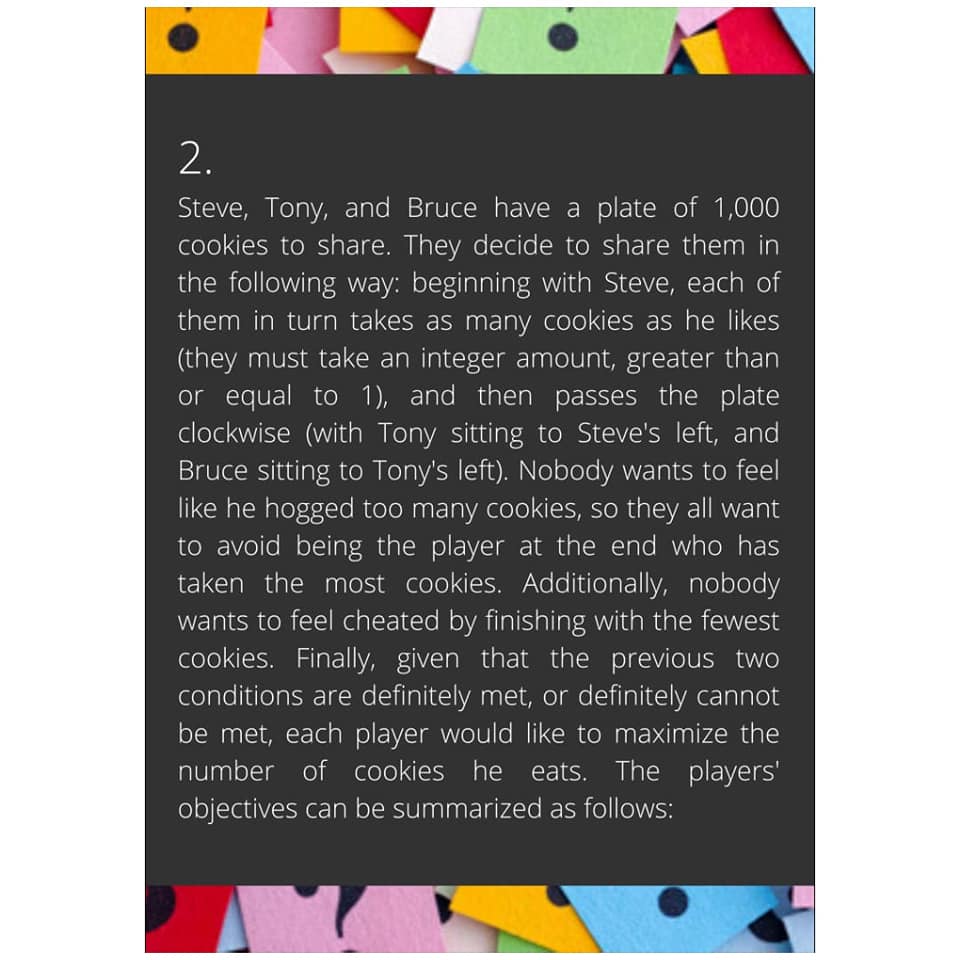 2.
Steve, Tony, and Bruce have a plate of 1,000
cookies to share. They decide to share them in
the following way: beginning with Steve, each of
them in turn takes as many cookies as he likes
(they must take an integer amount, greater than
or equal to 1), and then passes the plate
clockwise (with Tony sitting to Steve's left, and
Bruce sitting to Tony's left). Nobody wants to feel
like he hogged too many cookies, so they all want
to avoid being the player at the end who has
taken the most cookies. Additionally, nobody
wants to feel cheated by finishing with the fewest
cookies. Finally, given that the previous two
conditions are definitely met, or definitely cannot
be met, each player would like to maximize the
number of cookies he eats. The players'
objectives can be summarized as follows: